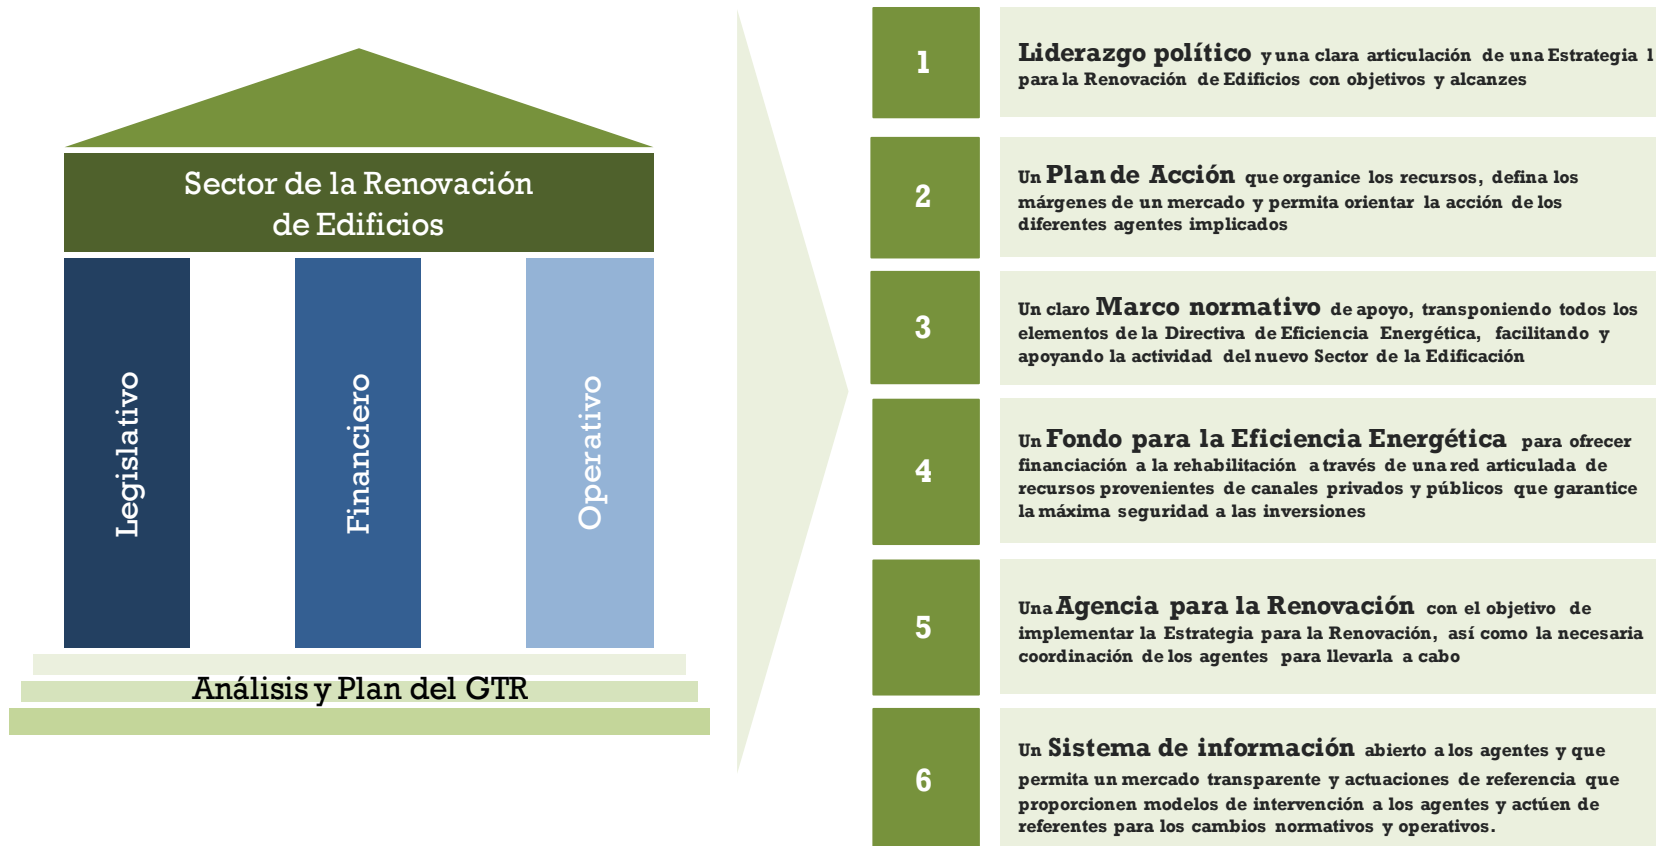 Sector de la Renovación
de Edificios
Legislativo
Financiero
Operativo
Análisis y Plan del GTR
1
Liderazgo político y una clara articulación de una Estrategia l
para la Renovación de Edificios con objetivos y alcanzes
2
Un Plan de Acción que organice los recursos, defina los
márgenes de un mercado y permita orientar la acción de los
diferentes agentes implicados
3
Un claro Marco normativo de apoyo, transponiendo todos los
elementos de la Directiva de Eficiencia Energética, facilitando y
apoyando la actividad del nuevo Sector de la Edificación
4
Un Fondo para la Eficiencia Energética para ofrecer
financiación a la rehabilitación a través de una red articulada de
recursos provenientes de canales privados y públicos que garantice
la máxima seguridad a las inversiones
5
Una Agencia para la Renovación con el objetivo de
implementar la Estrategia para la Renovación, así como la necesaria
coordinación de los agentes para llevarla a cabo
6
Un Sistema de información abierto a los agentes y que
permita un mercado transparente y actuaciones de referencia que
proporcionen modelos de intervención a los agentes y actúen de
referentes para los cambios normativos y operativos.